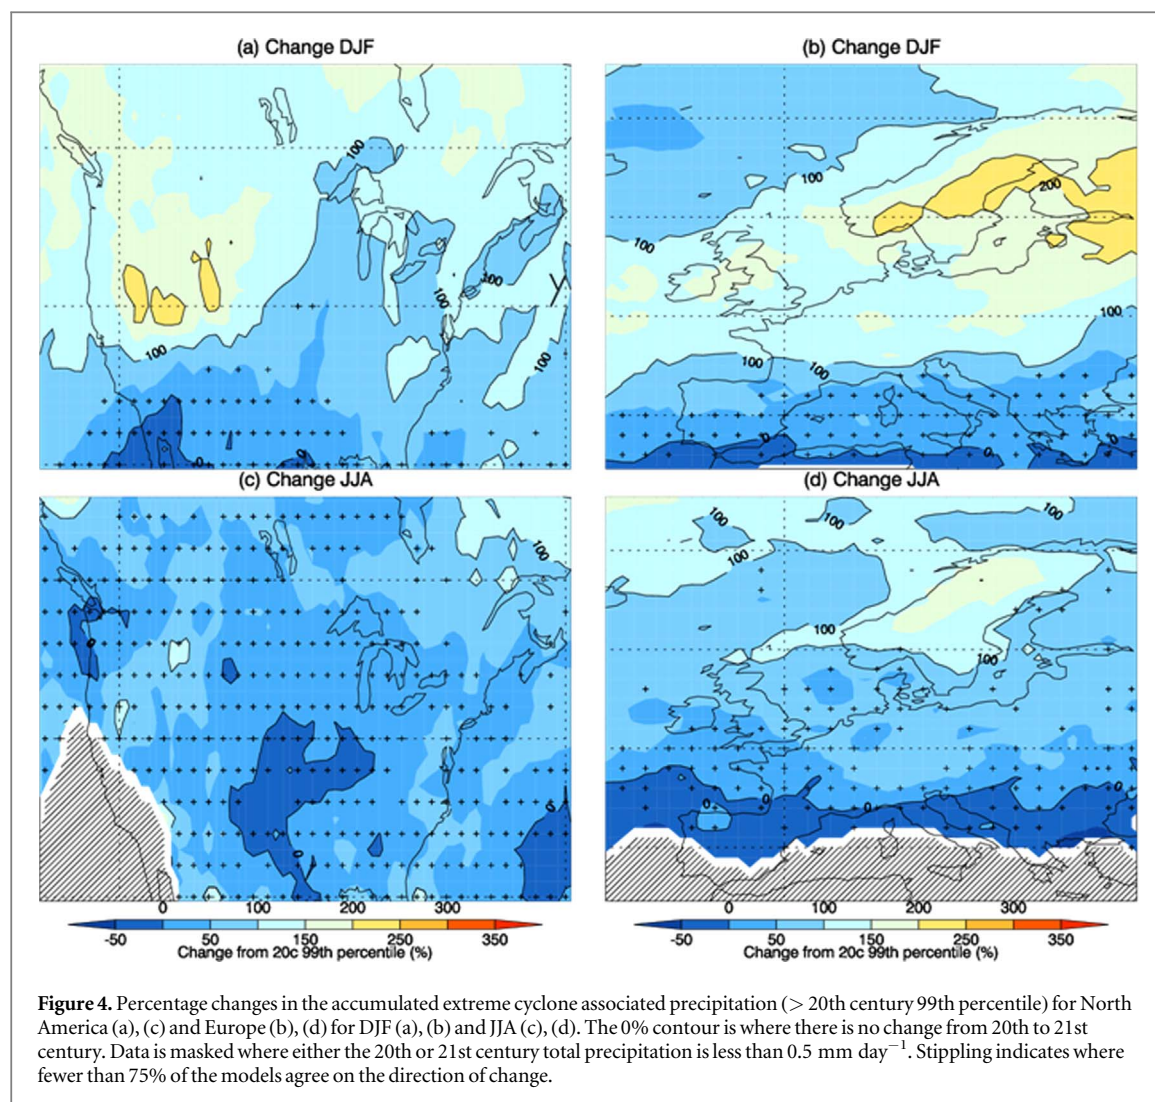 (a) Change DJF
(b) Change DJF
100
100
100
100
100
100
0
0
200
100
100
100
100
100
0
0
0
(c) Change JJA
(d) Change JJA
100
0
0
100
100
100
100
100
100
0
0
0
0
0 100 200 300
-50 50 150 250 350
Change from 20c 99th percentile (%)
0 100 200 300
-50 50 150 250 350
Change from 20c 99th percentile (%)
Figure 4. Percentage changes in the accumulated extreme cyclone associated precipitation (> 20th century 99th percentile) for North
America (a), (c) and Europe (b), (d) for DJF (a), (b) and JJA (c), (d). The 0% contour is where there is no change from 20th to 21st
century. Data is masked where either the 20th or 21st century total precipitation is less than 0.5 mm day⁻¹. Stippling indicates where
fewer than 75% of the models agree on the direction of change.